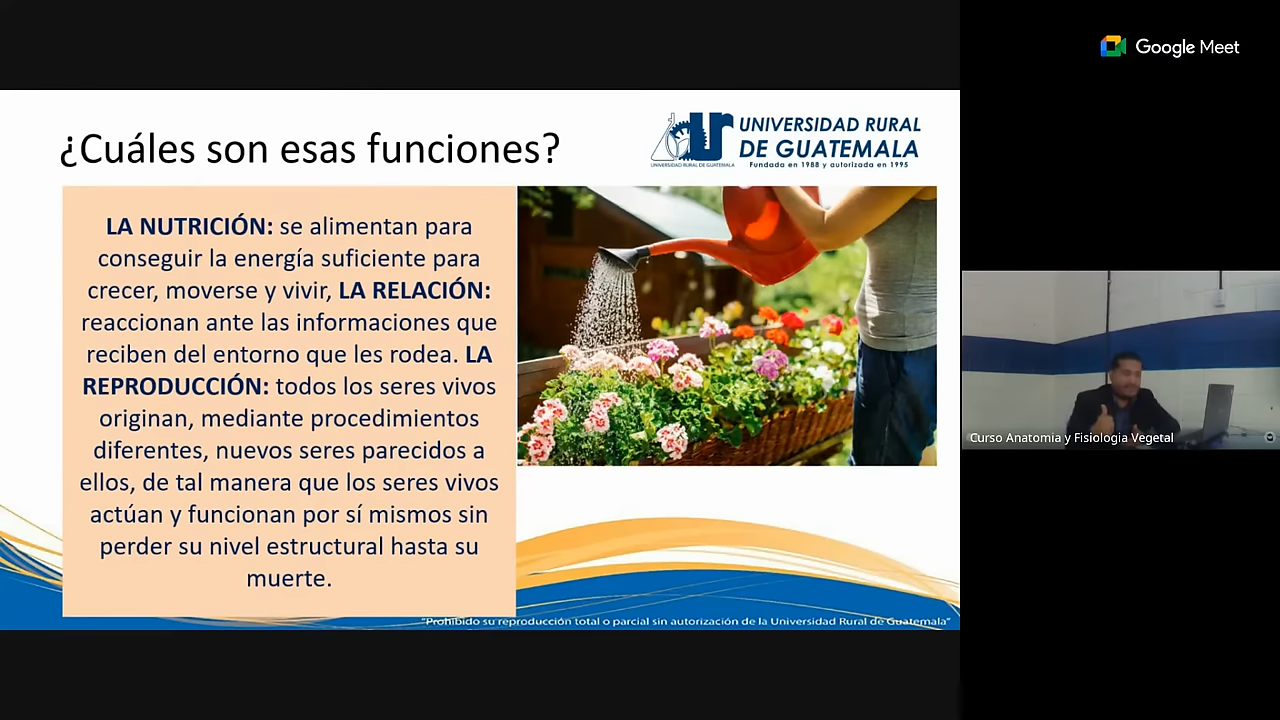 Google Meet
¿Cuáles son esas funciones?
UNIVERSIDAD RURAL
DE GUATEMALA
Fundada en 1988 y autorizada en 1995
UNIVERSIDAD RURAL DE GUATEMALA
LA NUTRICIÓN: se alimentan para
conseguir la energía suficiente para
crecer, moverse y vivir, LA RELACIÓN:
reaccionan ante las informaciones que
reciben del entorno que les rodea. LA
REPRODUCCIÓN: todos los seres vivos
originan, mediante procedimientos
diferentes, nuevos seres parecidos a
ellos, de tal manera que los seres vivos
actúan y funcionan por sí mismos sin
perder su nivel estructural hasta su
muerte.
"Prohibido su reproducción total o parcial sin autorización de la Universidad Rural de Guatemala"
Curso Anatomia y Fisiologia Vegetal